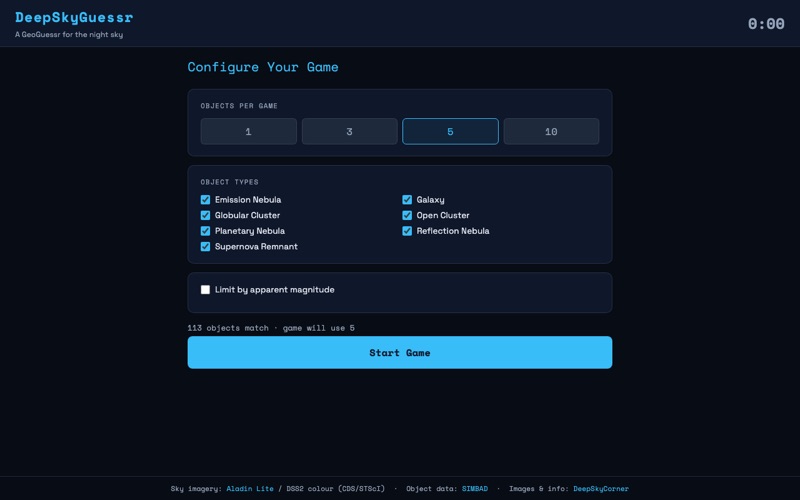 DeepSkyGuessr
A GeoGuessr for the night sky
0:00
Configure Your Game
OBJECTS PER GAME
1 3 5 10
OBJECT TYPES
Emission Nebula Galaxy
Globular Cluster Open Cluster
Planetary Nebula Reflection Nebula
Supernova Remnant
Limit by apparent magnitude
113 objects match · game will use 5
Start Game
Sky imagery: Aladin Lite / DSS2 colour (CDS/STScI) · Object data: SIMBAD · Images & info: DeepSkyCorner